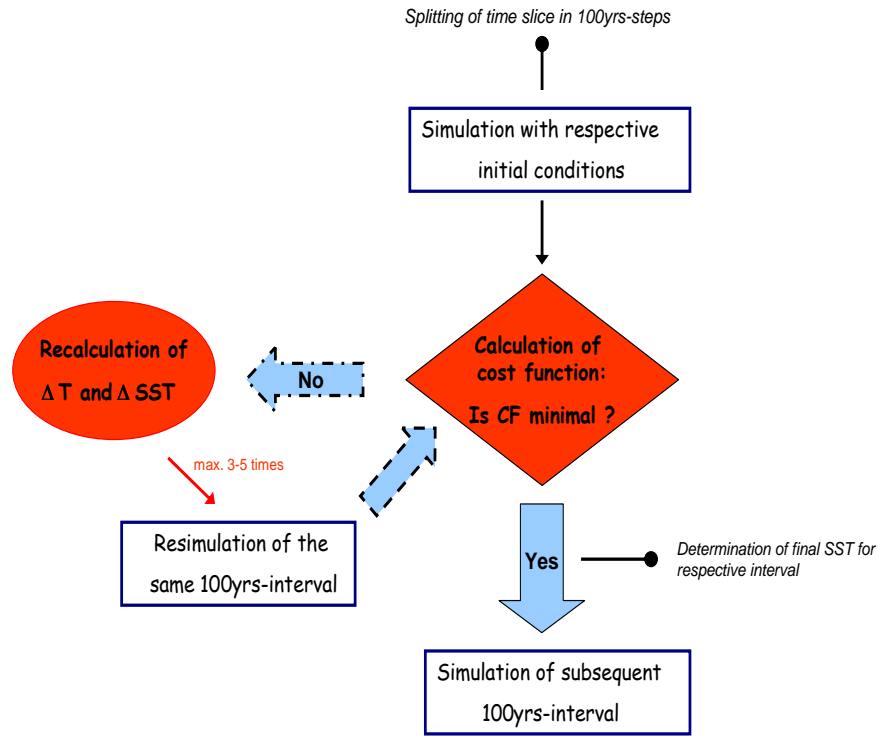 Splitting of time slice in 100yrs-steps
Simulation with respective
initial conditions
Calculation of
cost function:
Is CF minimal ?
No
Recalculation of
Δ T and Δ SST
max. 3-5 times
Resimulation of the
same 100yrs-interval
Yes
Determination of final SST for
respective interval
Simulation of subsequent
100yrs-interval